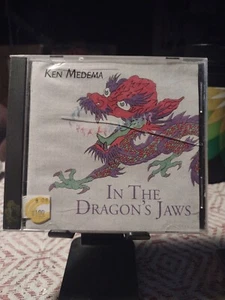 KEN MEDEMA
IN THE
DRAGON'S JAWS